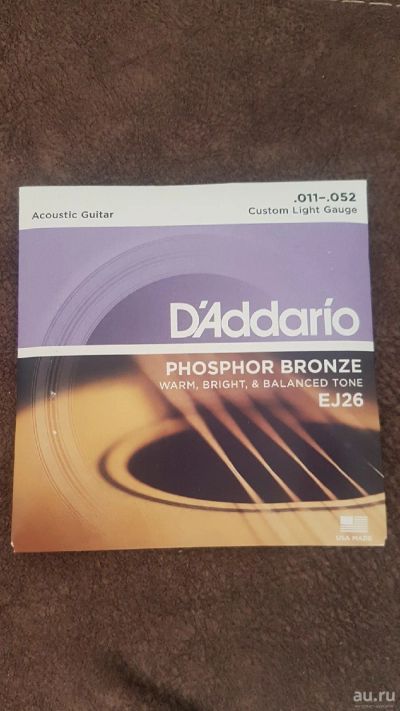 .011–.052
Acoustic Guitar
Custom Light Gauge
D'Addario
PHOSPHOR BRONZE
WARM, BRIGHT, & BALANCED TONE
EJ26
USA MADE
au.ru